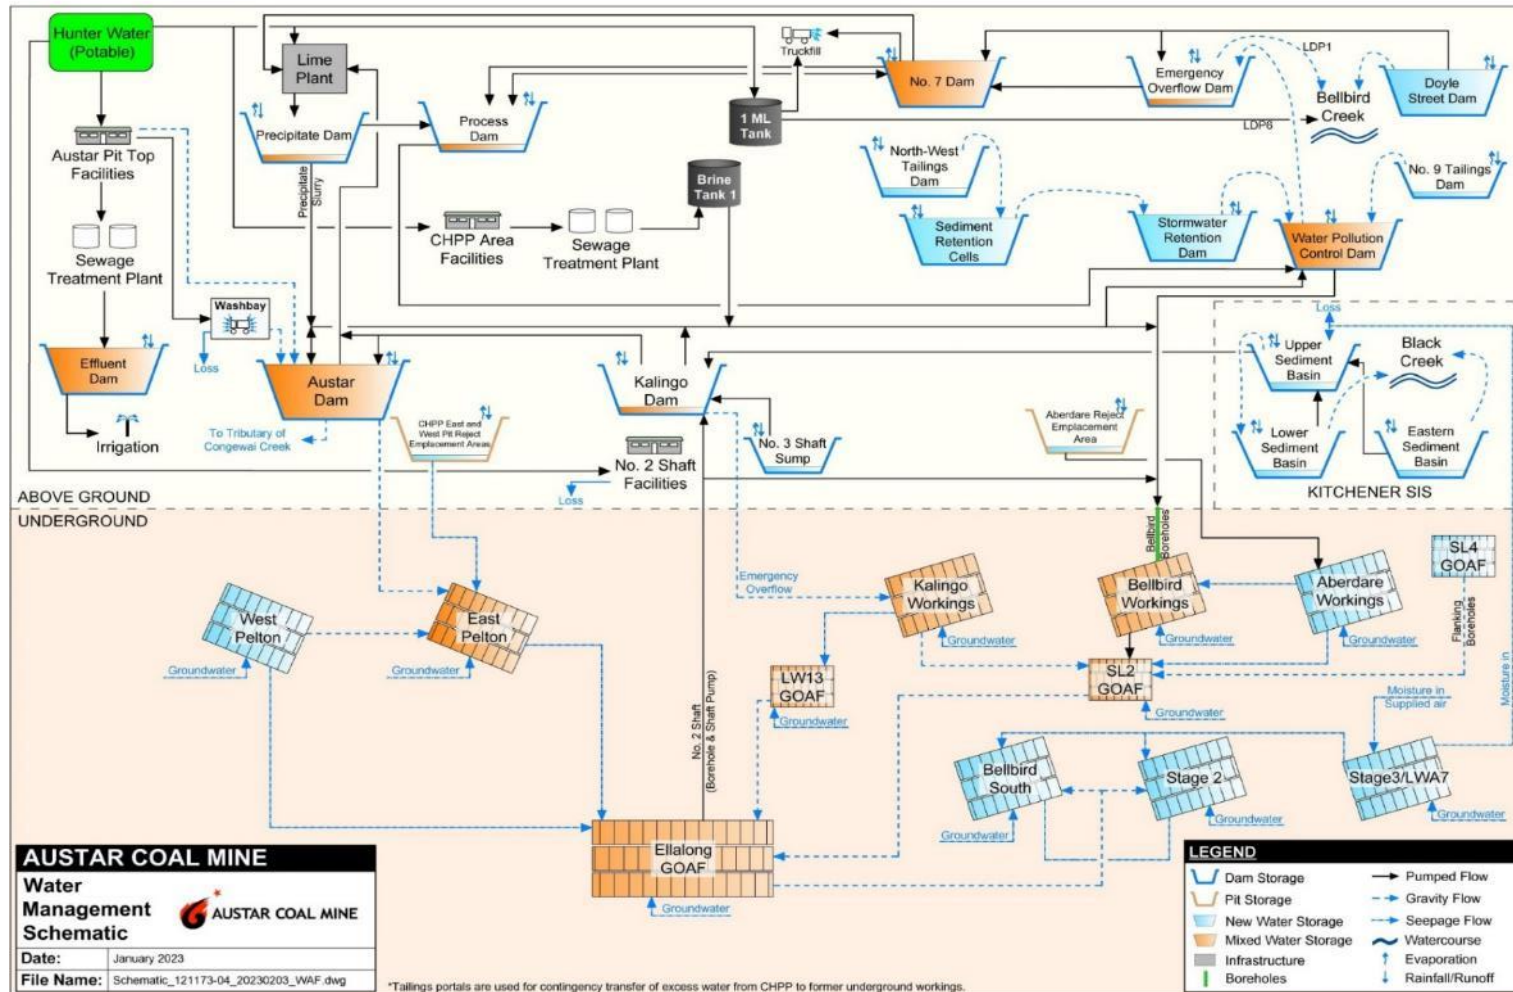 Hunter Water
(Potable)
Lime
Plant
Truckfill
No. 7 Dam
Emergency
Overflow Dam
LDP1
Bellbird
Creek
Doyle
Street Dam
Precipitate Dam
Process
Dam
1 ML
Tank
LDP6
Austar Pit Top
Facilities
Precipitate
Slurry
Brine
Tank 1
North-West
Tailings
Dam
No. 9 Tailings
Dam
CHPP Area
Facilities
Sewage
Treatment Plant
Sediment
Retention
Cells
Stormwater
Retention
Dam
Water Pollution
Control Dam
Sewage
Treatment Plant
Washbay
Loss
Loss
Effluent
Dam
Austar
Dam
Kalingo
Dam
Upper
Sediment
Basin
Black
Creek
Irrigation
To Tributary of
Congewai Creek
CHPP East and
West Pit Reject
Emplacement Areas
No. 3 Shaft
Sump
Aberdare Reject
Emplacement
Area
Lower
Sediment
Basin
Eastern
Sediment
Basin
No. 2 Shaft
Facilities
Loss
KITCHENER SIS
ABOVE GROUND
UNDERGROUND
Bellbird
Boreholes
SL4
GOAF
West
Pelton
East
Pelton
Emergency
Overflow
Kalingo
Workings
Bellbird
Workings
Aberdare
Workings
Flanking
Boreholes
Moisture in
Groundwater
Groundwater
Groundwater
Groundwater
Groundwater
LW13
GOAF
SL2
GOAF
Groundwater
Groundwater
Moisture in
Supplied air
No. 2 Shaft
(Borehole & Shaft Pump)
Bellbird
South
Stage 2
Stage3/LWA7
Groundwater
Groundwater
Groundwater
Ellalong
GOAF
Groundwater
AUSTAR COAL MINE
Water
Management
Schematic
AUSTAR COAL MINE
Date:
January 2023
File Name:
Schematic_121173-04_20230203_WAF.dwg
*Tailings portals are used for contingency transfer of excess water from CHPP to former underground workings.
LEGEND
Dam Storage
Pumped Flow
Pit Storage
Gravity Flow
New Water Storage
Seepage Flow
Mixed Water Storage
Watercourse
Infrastructure
Evaporation
Boreholes
Rainfall/Runoff